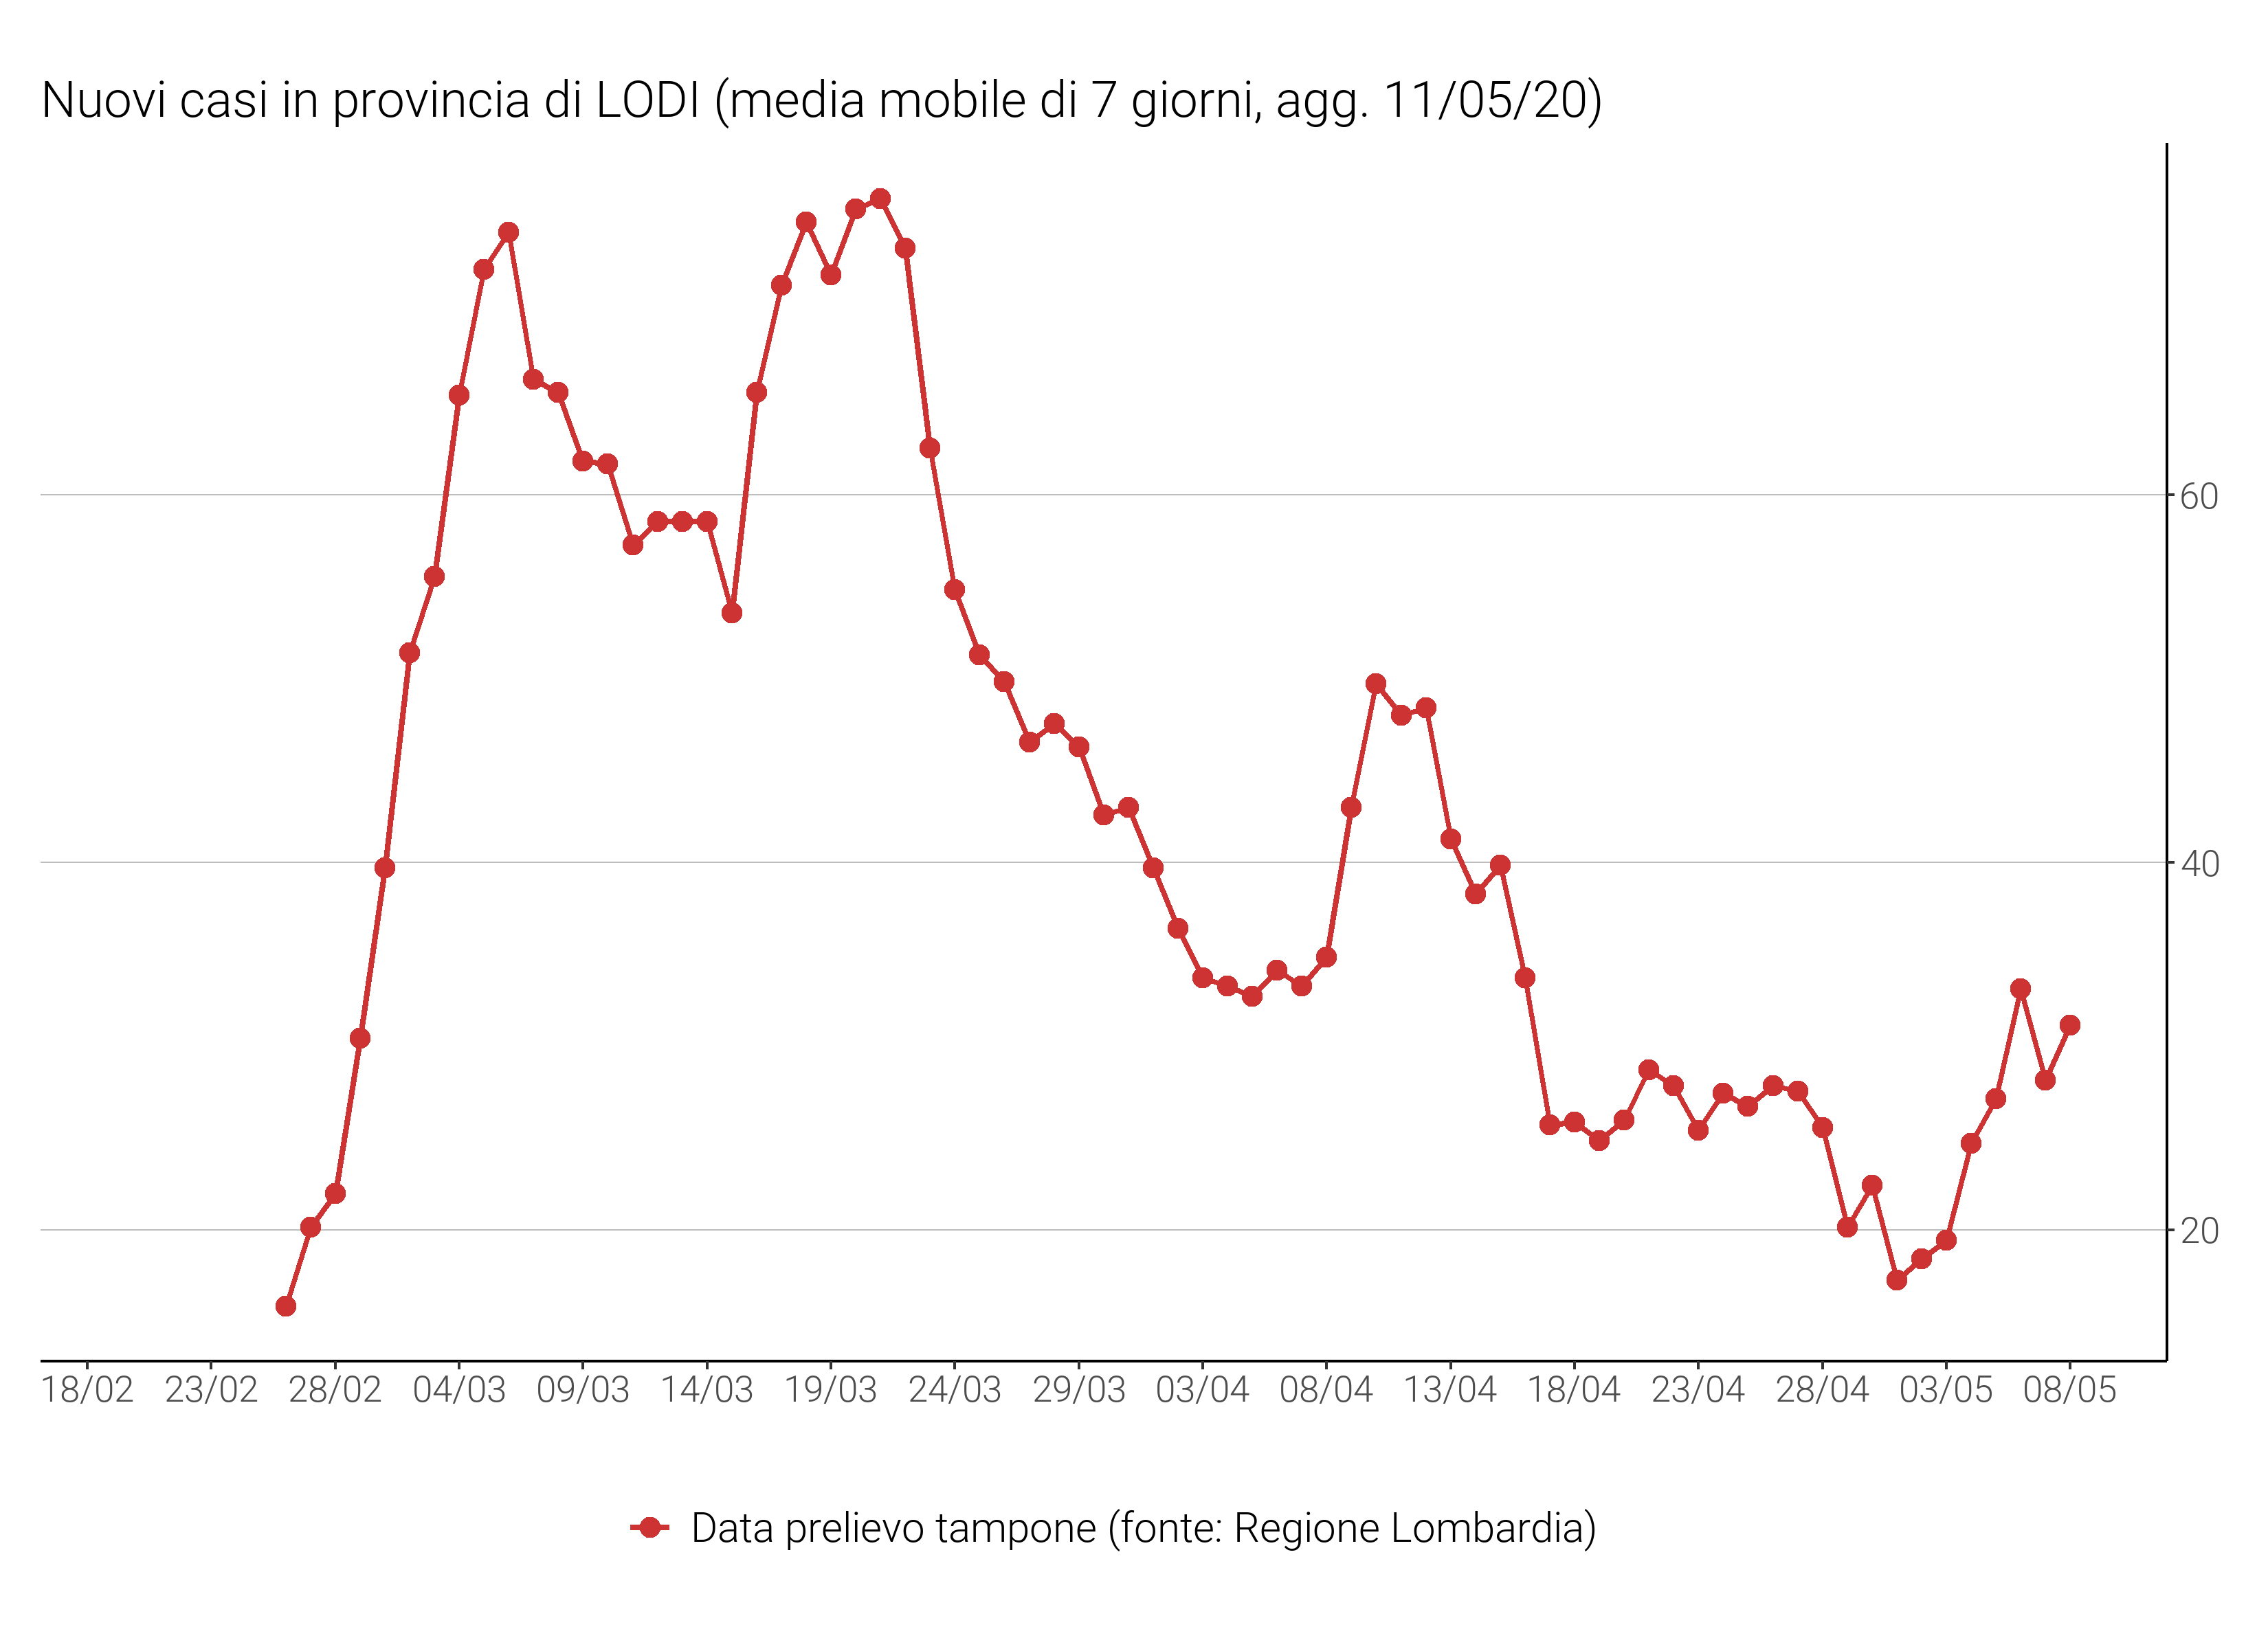 Nuovi casi in provincia di LODI (media mobile di 7 giorni, agg. 11/05/20)
60
40
20
18/02 23/02 28/02 04/03 09/03 14/03 19/03 24/03 29/03 03/04 08/04 13/04 18/04 23/04 28/04 03/05 08/05
Data prelievo tampone (fonte: Regione Lombardia)